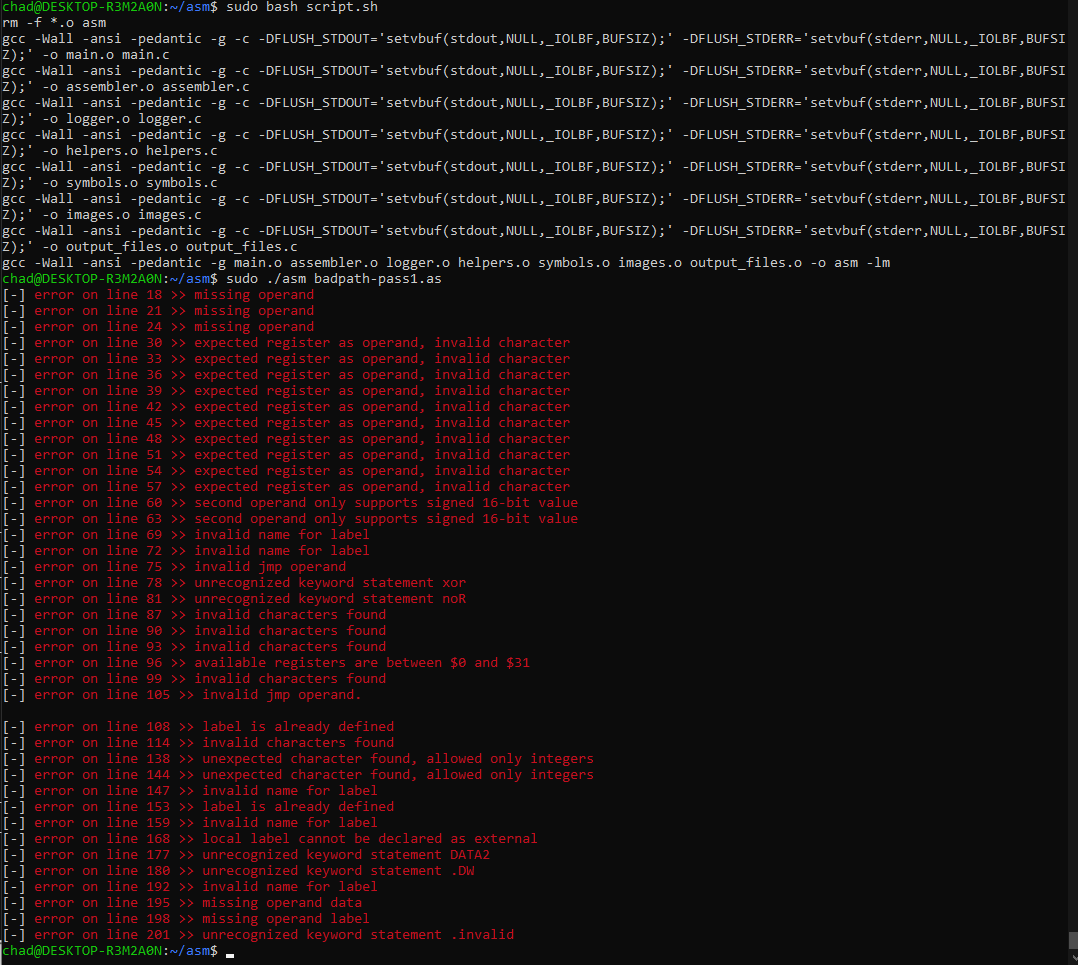 chad@DESKTOP-R3M2A0N:~/asm$ sudo bash script.sh
rm -f *.o asm
gcc -Wall -ansi -pedantic -g -c -DFLUSH_STDOUT='setvbuf(stdout,NULL,_IOLBF,BUFSIZ);' -DFLUSH_STDERR='setvbuf(stderr,NULL,_IOLBF,BUFSI
Z);' -o main.o main.c
gcc -Wall -ansi -pedantic -g -c -DFLUSH_STDOUT='setvbuf(stdout,NULL,_IOLBF,BUFSIZ);' -DFLUSH_STDERR='setvbuf(stderr,NULL,_IOLBF,BUFSI
Z);' -o assembler.o assembler.c
gcc -Wall -ansi -pedantic -g -c -DFLUSH_STDOUT='setvbuf(stdout,NULL,_IOLBF,BUFSIZ);' -DFLUSH_STDERR='setvbuf(stderr,NULL,_IOLBF,BUFSI
Z);' -o logger.o logger.c
gcc -Wall -ansi -pedantic -g -c -DFLUSH_STDOUT='setvbuf(stdout,NULL,_IOLBF,BUFSIZ);' -DFLUSH_STDERR='setvbuf(stderr,NULL,_IOLBF,BUFSI
Z);' -o helpers.o helpers.c
gcc -Wall -ansi -pedantic -g -c -DFLUSH_STDOUT='setvbuf(stdout,NULL,_IOLBF,BUFSIZ);' -DFLUSH_STDERR='setvbuf(stderr,NULL,_IOLBF,BUFSI
Z);' -o symbols.o symbols.c
gcc -Wall -ansi -pedantic -g -c -DFLUSH_STDOUT='setvbuf(stdout,NULL,_IOLBF,BUFSIZ);' -DFLUSH_STDERR='setvbuf(stderr,NULL,_IOLBF,BUFSI
Z);' -o images.o images.c
gcc -Wall -ansi -pedantic -g -c -DFLUSH_STDOUT='setvbuf(stdout,NULL,_IOLBF,BUFSIZ);' -DFLUSH_STDERR='setvbuf(stderr,NULL,_IOLBF,BUFSI
Z);' -o output_files.o output_files.c
gcc -Wall -ansi -pedantic -g main.o assembler.o logger.o helpers.o symbols.o images.o output_files.o -o asm -lm
chad@DESKTOP-R3M2A0N:~/asm$ sudo ./asm badpath-pass1.as
[-] error on line 18 >> missing operand
[-] error on line 21 >> missing operand
[-] error on line 24 >> missing operand
[-] error on line 30 >> expected register as operand, invalid character
[-] error on line 33 >> expected register as operand, invalid character
[-] error on line 36 >> expected register as operand, invalid character
[-] error on line 39 >> expected register as operand, invalid character
[-] error on line 42 >> expected register as operand, invalid character
[-] error on line 45 >> expected register as operand, invalid character
[-] error on line 48 >> expected register as operand, invalid character
[-] error on line 51 >> expected register as operand, invalid character
[-] error on line 54 >> expected register as operand, invalid character
[-] error on line 57 >> expected register as operand, invalid character
[-] error on line 60 >> second operand only supports signed 16-bit value
[-] error on line 63 >> second operand only supports signed 16-bit value
[-] error on line 69 >> invalid name for label
[-] error on line 72 >> invalid name for label
[-] error on line 75 >> invalid jmp operand
[-] error on line 78 >> unrecognized keyword statement xor
[-] error on line 81 >> unrecognized keyword statement noR
[-] error on line 87 >> invalid characters found
[-] error on line 90 >> invalid characters found
[-] error on line 93 >> invalid characters found
[-] error on line 96 >> available registers are between $0 and $31
[-] error on line 99 >> invalid characters found
[-] error on line 105 >> invalid jmp operand.
[-] error on line 108 >> label is already defined
[-] error on line 114 >> invalid characters found
[-] error on line 138 >> unexpected character found, allowed only integers
[-] error on line 144 >> unexpected character found, allowed only integers
[-] error on line 147 >> invalid name for label
[-] error on line 153 >> label is already defined
[-] error on line 159 >> invalid name for label
[-] error on line 168 >> local label cannot be declared as external
[-] error on line 177 >> unrecognized keyword statement DATA2
[-] error on line 180 >> unrecognized keyword statement .DW
[-] error on line 192 >> invalid name for label
[-] error on line 195 >> missing operand data
[-] error on line 198 >> missing operand label
[-] error on line 201 >> unrecognized keyword statement .invalid
chad@DESKTOP-R3M2A0N:~/asm$